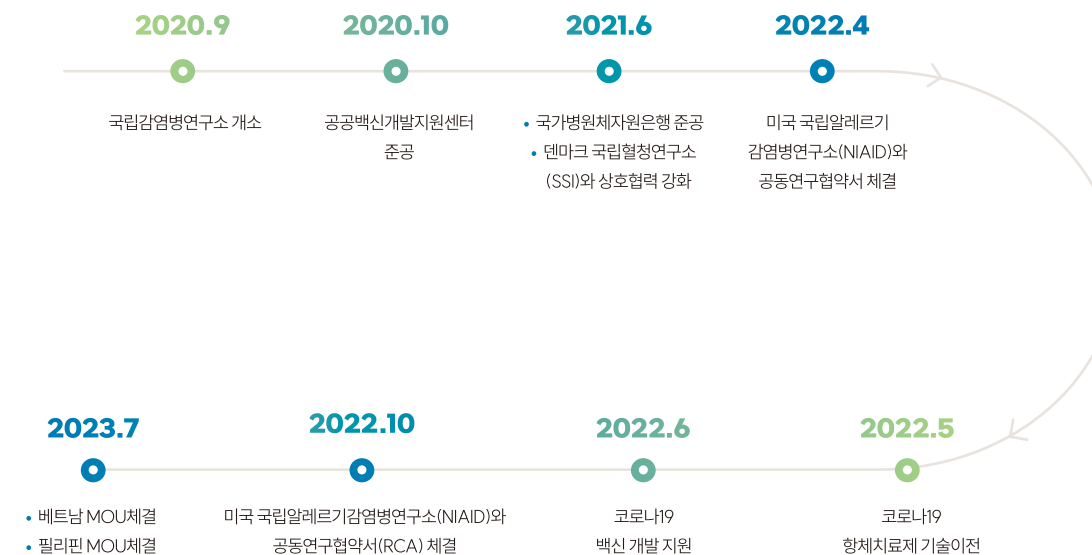 2020.9
국립감염병연구소 개소
2020.10
공공백신개발지원센터
준공
2021.6
• 국가병원체자원은행 준공
• 덴마크 국립혈청연구소
(SSI)와 상호협력 강화
2022.4
미국 국립알레르기
감염병연구소(NIAID)와
공동연구협약서 체결
2022.5
코로나19
항체치료제 기술이전
2022.6
코로나19
백신 개발 지원
2022.10
미국 국립알레르기감염병연구소(NIAID)와
공동연구협약서(RCA) 체결
2023.7
• 베트남 MOU체결
• 필리핀 MOU체결